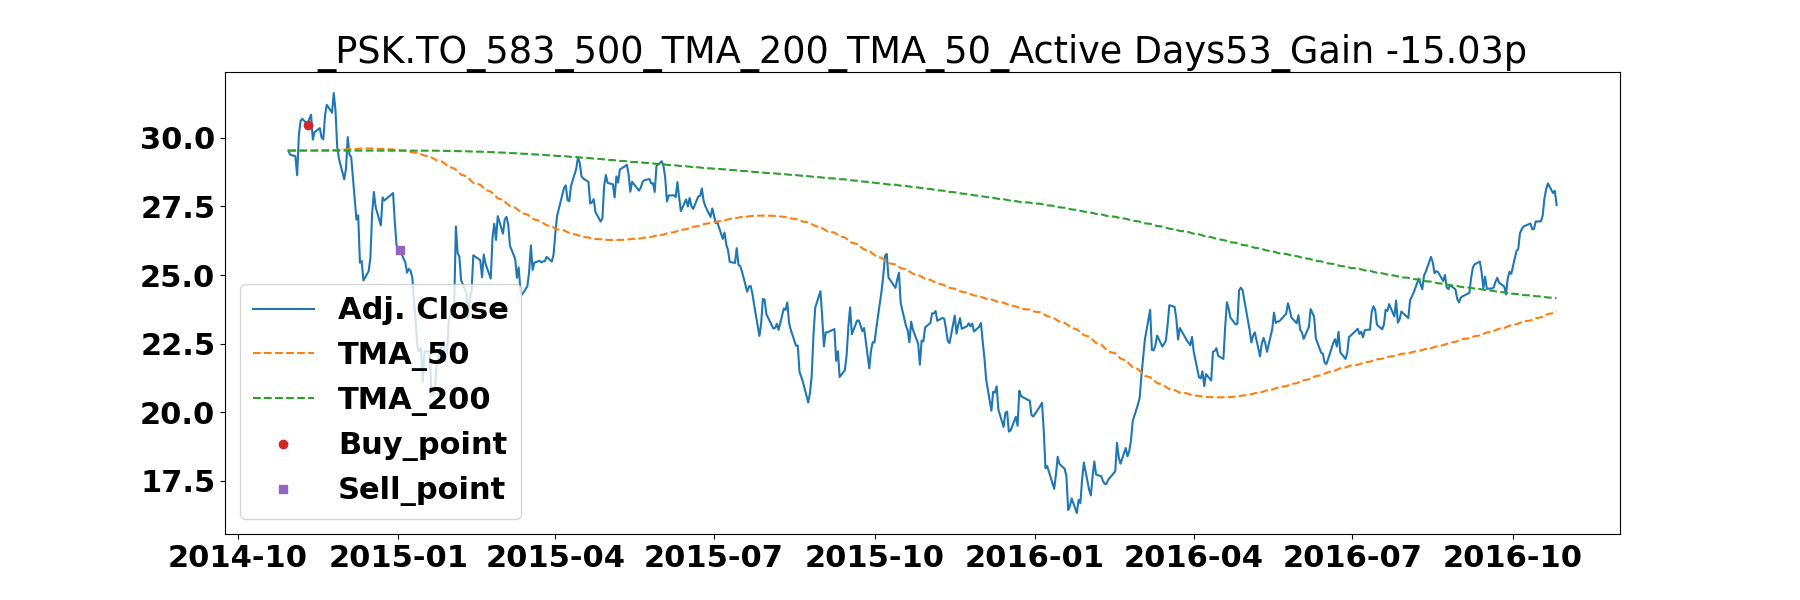 _PSK.TO_583_500_TMA_200_TMA_50_Active Days53_Gain -15.03p
30.0
27.5
25.0
22.5
20.0
17.5
Adj. Close
TMA_50
TMA_200
Buy_point
Sell_point
2014-10 2015-01 2015-04 2015-07 2015-10 2016-01 2016-04 2016-07 2016-10